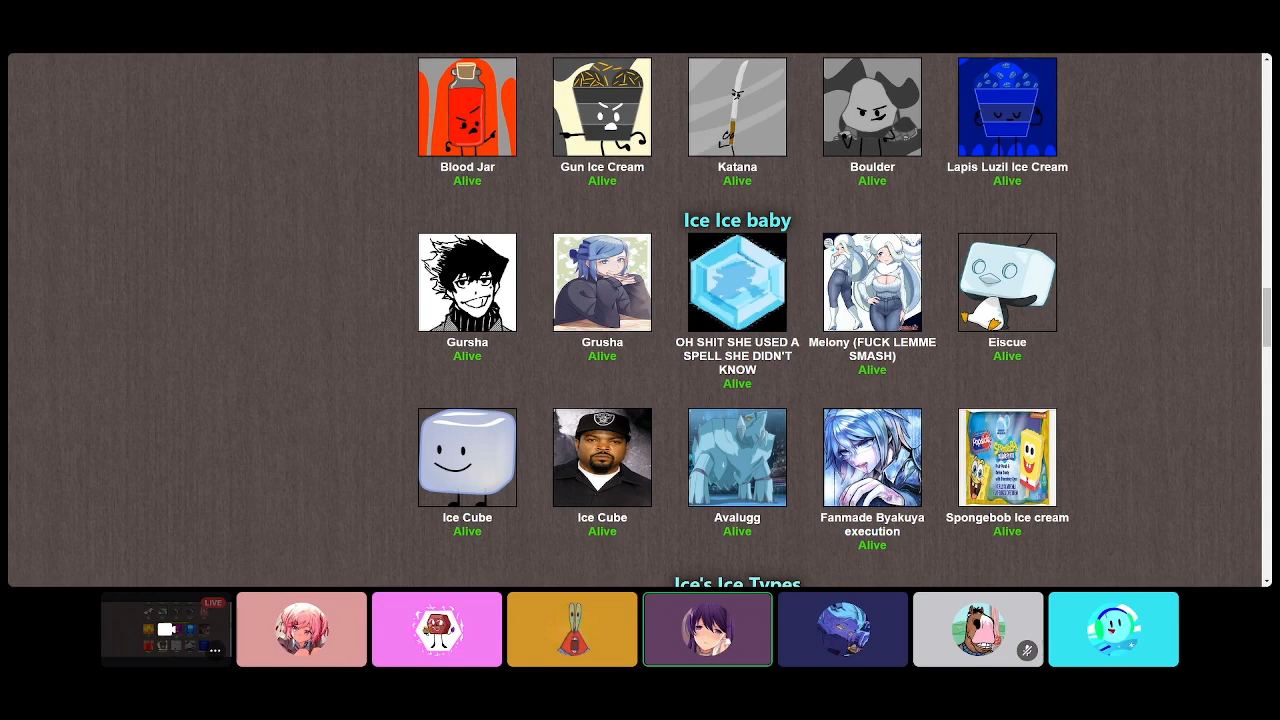 Blood Jar
Alive
Gun Ice Cream
Alive
Katana
Alive
Boulder
Alive
Lapis Luzil Ice Cream
Alive
Ice Ice baby
Gursha
Alive
Grusha
Alive
OH SHIT SHE USED A
SPELL SHE DIDN'T
KNOW
Alive
Melony (FUCK LEMME
SMASH)
Alive
Eiscue
Alive
Ice Cube
Alive
RAIDERS
Ice Cube
Alive
Avalugg
Alive
Fanmade Byakuya
execution
Alive
Popsicle
Spongebob Ice cream
Alive
Ice's Ice Types
LIVE